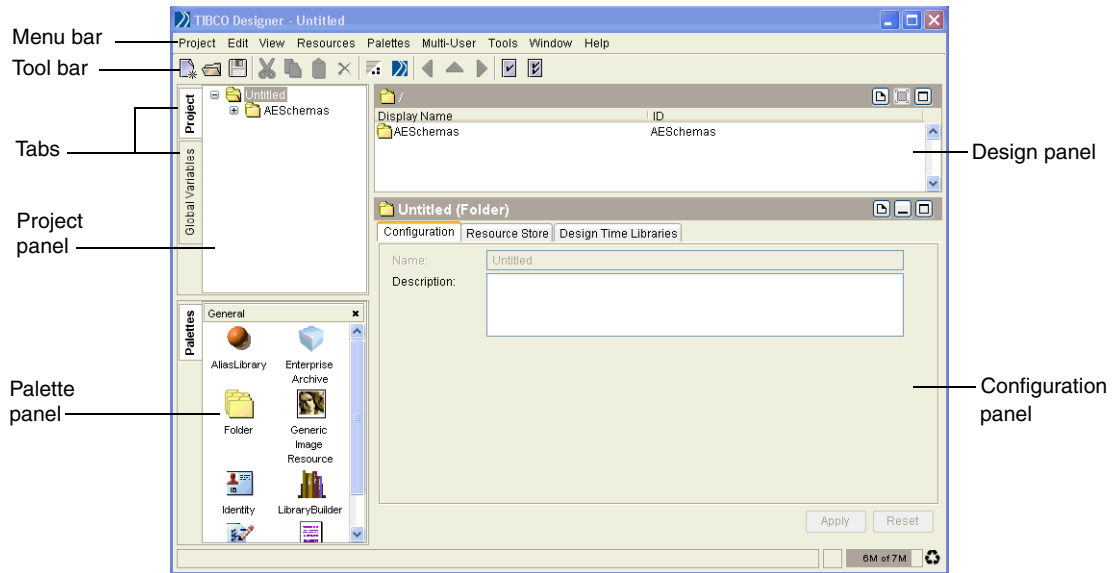 TIBCO Designer - Untitled
Menu bar
Project Edit View Resources Palettes Multi-User Tools Window Help
Tool bar
Tabs
Project
Global Variables
Untitled
AESchemas
/
Display Name ID
AESchemas AESchemas
Design panel
Project
panel
Untitled (Folder)
Configuration Resource Store Design Time Libraries
Name: Untitled
Description:
Palettes
General
AliasLibrary
Enterprise
Archive
Palette
panel
Folder
Generic
Image
Resource
Identity
LibraryBuilder
Configuration
panel
Apply Reset
6M of 7M